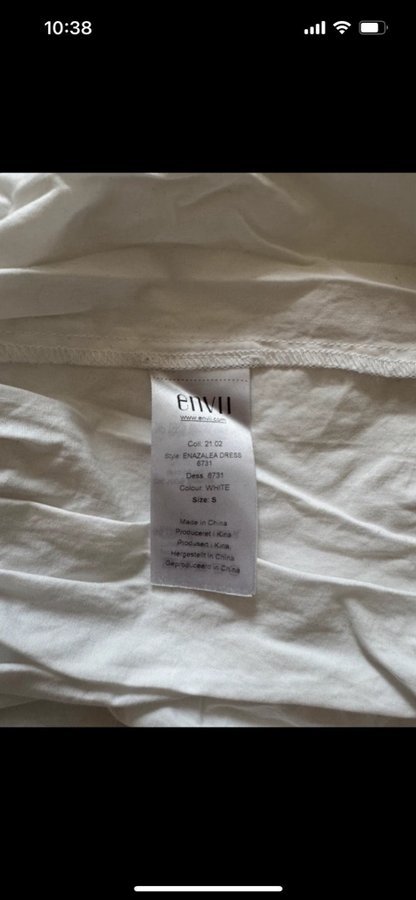 10:38
envii
www.envii.com
Coll. 21.02
Style: ENAZALEA DRESS
6731
Dess. 6731
Colour: WHITE
Size: S
Made in China
Produceret i Kina
Produsert i Kina
Hergestellt in China
Geproduceerd in China